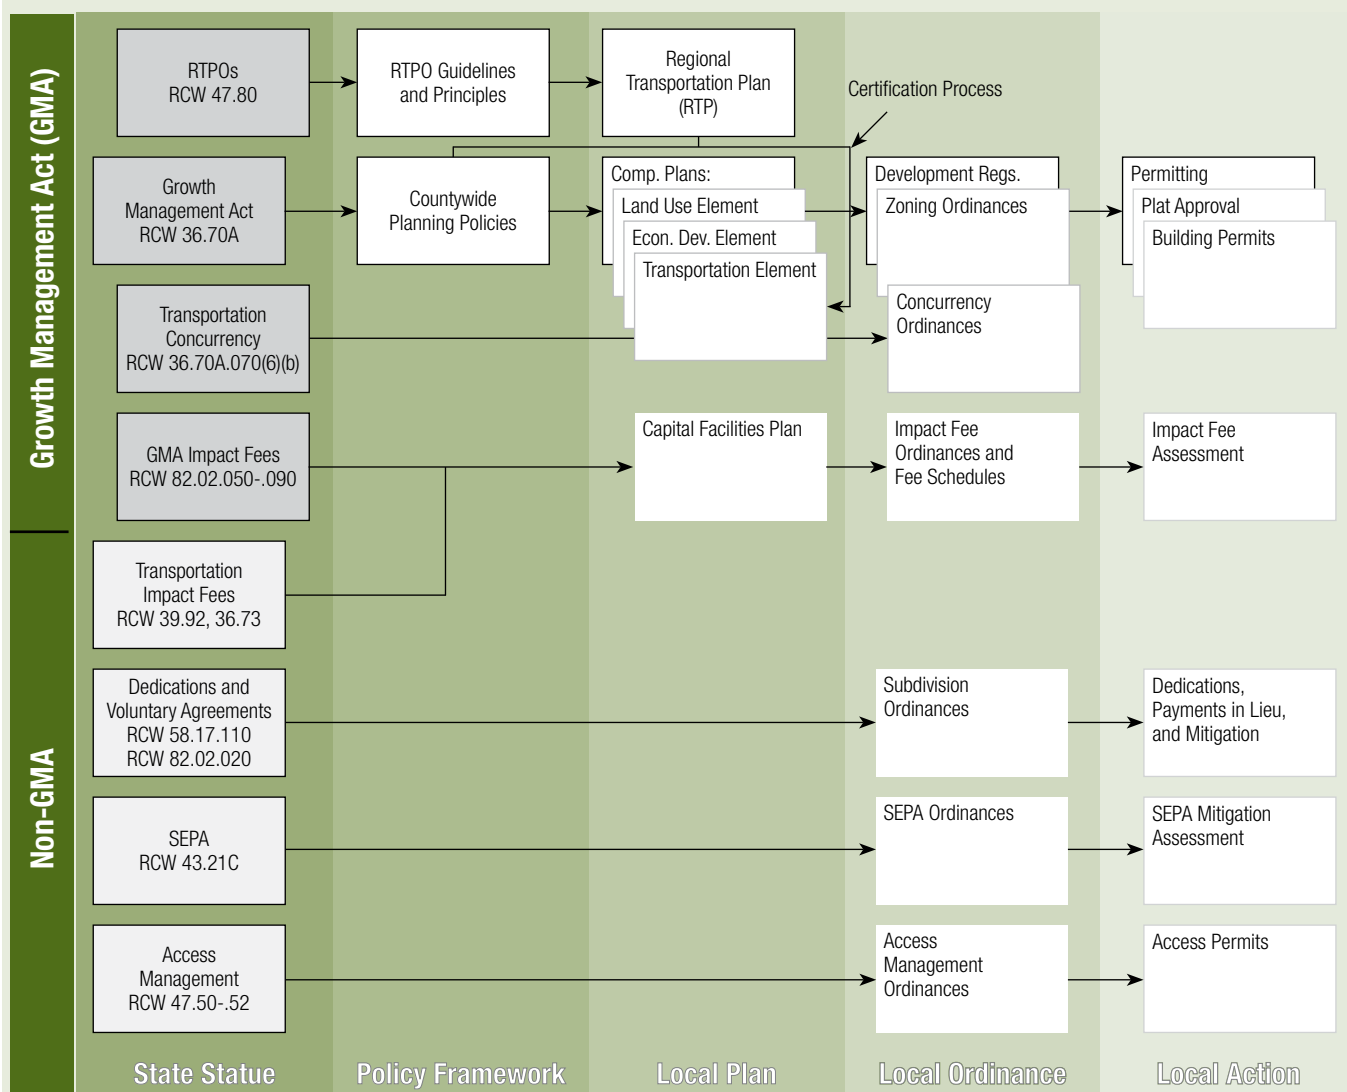 Growth Management Act (GMA)
Non-GMA
RTPOs
RCW 47.80
RTPO Guidelines
and Principles
Regional
Transportation Plan
(RTP)
Certification Process
Growth
Management Act
RCW 36.70A
Countywide
Planning Policies
Comp. Plans:
Land Use Element
Econ. Dev. Element
Transportation Element
Development Regs.
Zoning Ordinances
Permitting
Plat Approval
Building Permits
Transportation
Concurrency
RCW 36.70A.070(6)(b)
Concurrency
Ordinances
GMA Impact Fees
RCW 82.02.050-.090
Capital Facilities Plan
Impact Fee
Ordinances and
Fee Schedules
Impact Fee
Assessment
Transportation
Impact Fees
RCW 39.92, 36.73
Dedications and
Voluntary Agreements
RCW 58.17.110
RCW 82.02.020
Subdivision
Ordinances
Dedications,
Payments in Lieu,
and Mitigation
SEPA
RCW 43.21C
SEPA Ordinances
SEPA Mitigation
Assessment
Access
Management
RCW 47.50-.52
Access
Management
Ordinances
Access Permits
State Statue
Policy Framework
Local Plan
Local Ordinance
Local Action